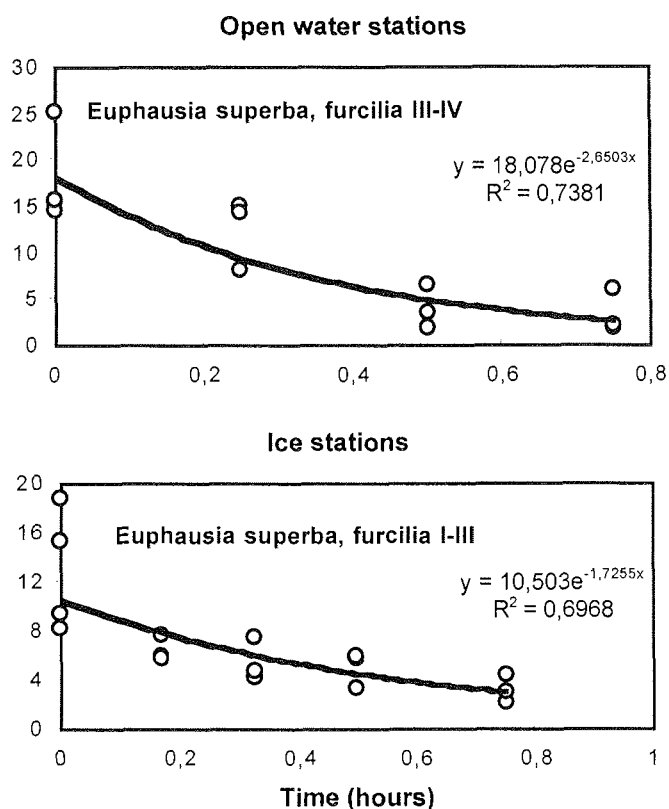 Open water stations
30
25
20
15
10
5
0
Euphausia superba, furcilia III-IV
y = 18,078e^-2,6503x
R² = 0,7381
0 0,2 0,4 0,6 0,8
Ice stations
20
16
12
8
4
0
Euphausia superba, furcilia I-III
y = 10,503e^-1,7255x
R² = 0,6968
0 0,2 0,4 0,6 0,8 1
Time (hours)